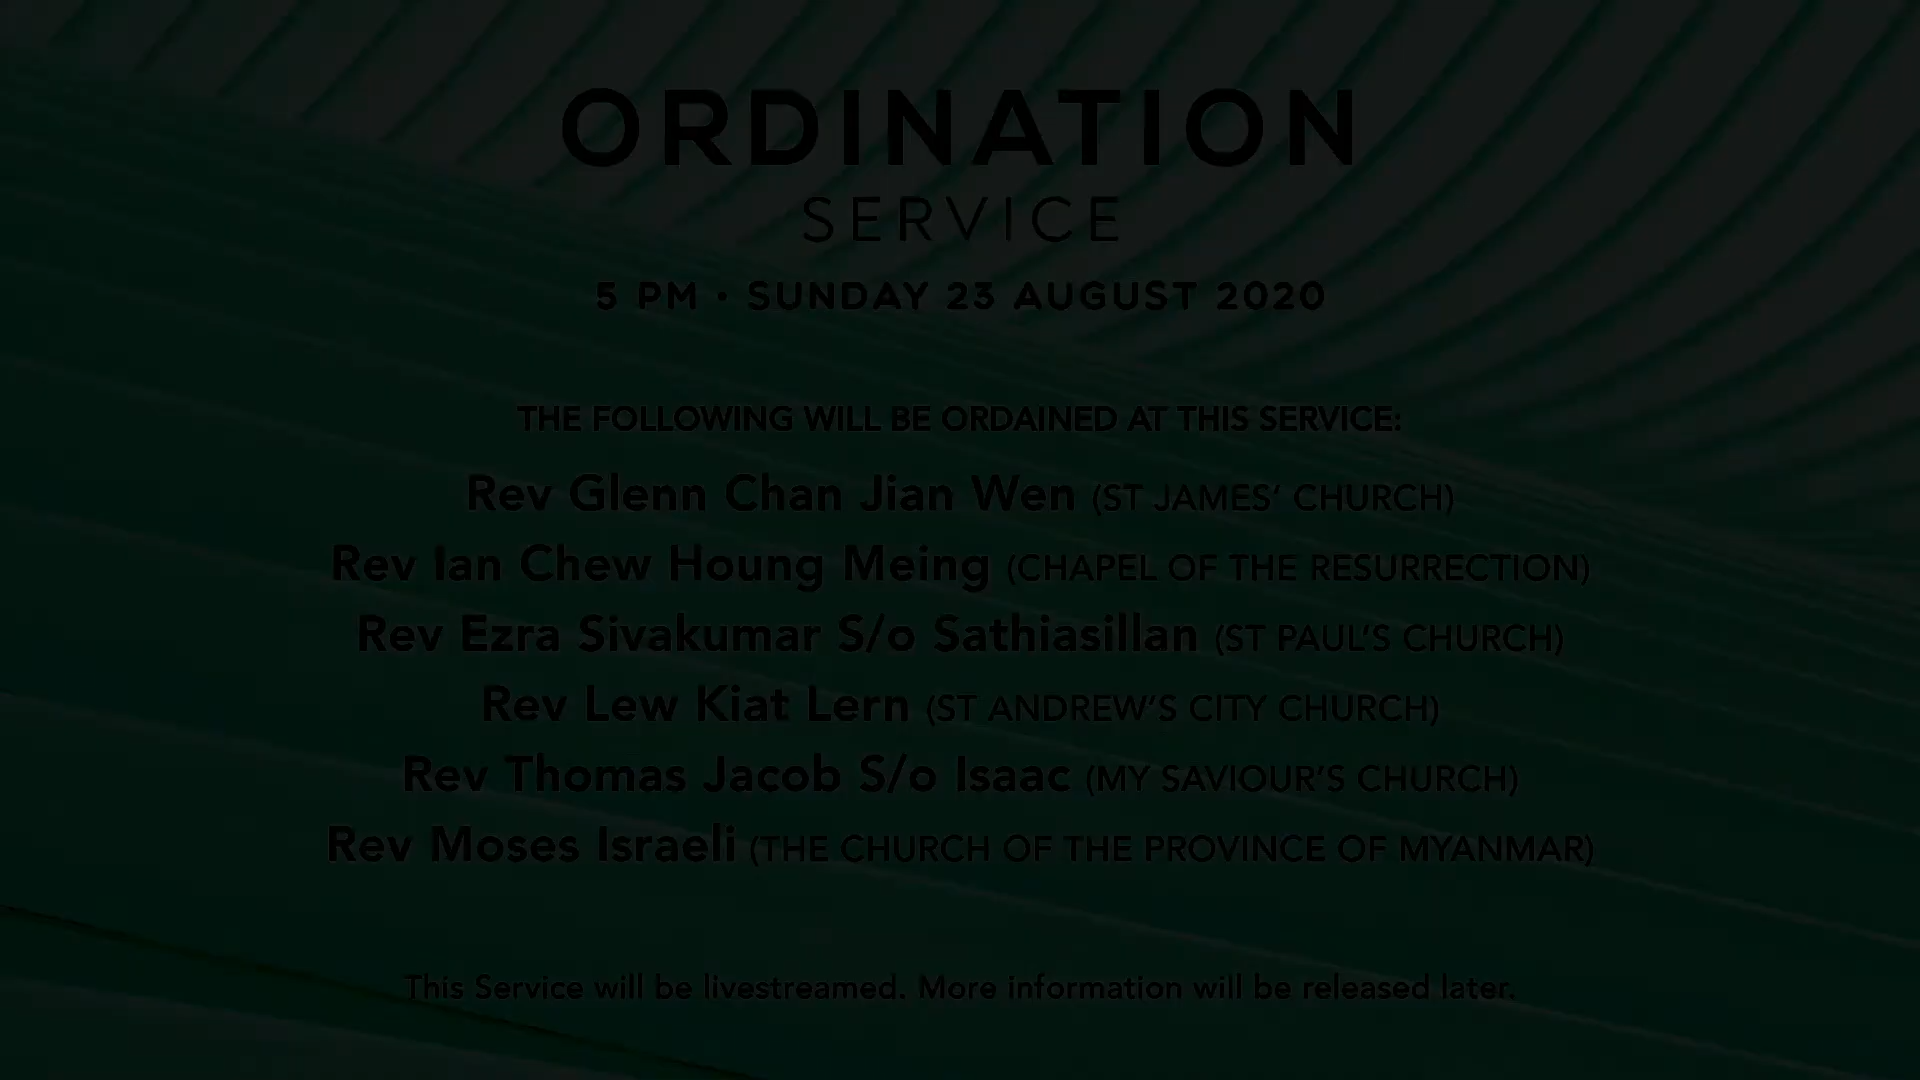 ORDINATION
SERVICE
5 PM • SUNDAY 23 AUGUST 2020
THE FOLLOWING WILL BE ORDAINED AT THIS SERVICE:
Rev Glenn Chan Jian Wen (ST JAMES’ CHURCH)
Rev Ian Chew Houng Meing (CHAPEL OF THE RESURRECTION)
Rev Ezra Sivakumar S/o Sathiasillan (ST PAUL’S CHURCH)
Rev Lew Kiat Lern (ST ANDREW’S CITY CHURCH)
Rev Thomas Jacob S/o Isaac (MY SAVIOUR’S CHURCH)
Rev Moses Israeli (THE CHURCH OF THE PROVINCE OF MYANMAR)
This Service will be livestreamed. More information will be released later.